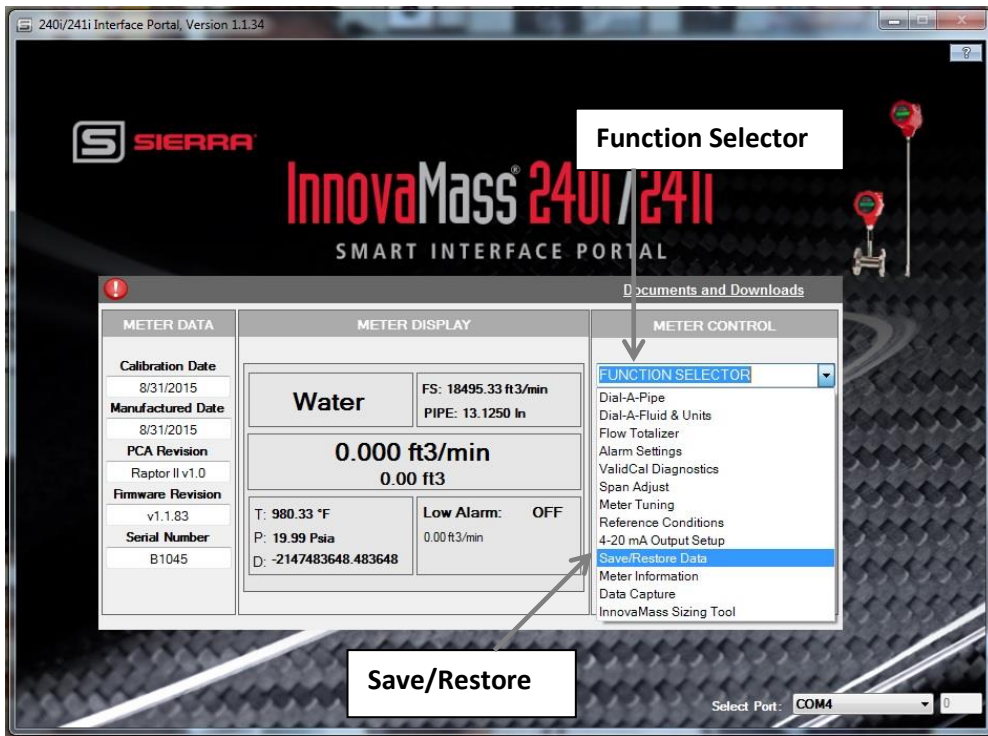 240i/241i Interface Portal, Version 1.1.34
?
SIERRA
Function Selector
InnovaMass® 240i / 241i
SMART INTERFACE PORTAL
Documents and Downloads
METER DATA
Calibration Date
8/31/2015
Manufactured Date
8/31/2015
PCA Revision
Raptor II v1.0
Firmware Revision
v1.1.83
Serial Number
B1045
METER DISPLAY
Water
FS: 18495.33 ft3/min
PIPE: 13.1250 In
0.000 ft3/min
0.00 ft3
T: 980.33 °F
P: 19.99 Psia
D: -2147483648.483648
Low Alarm: OFF
0.00 ft3/min
METER CONTROL
FUNCTION SELECTOR
Dial-A-Pipe
Dial-A-Fluid & Units
Flow Totalizer
Alarm Settings
ValidCal Diagnostics
Span Adjust
Meter Tuning
Reference Conditions
4-20 mA Output Setup
Save/Restore Data
Meter Information
Data Capture
InnovaMass Sizing Tool
Save/Restore
Select Port: COM4 0